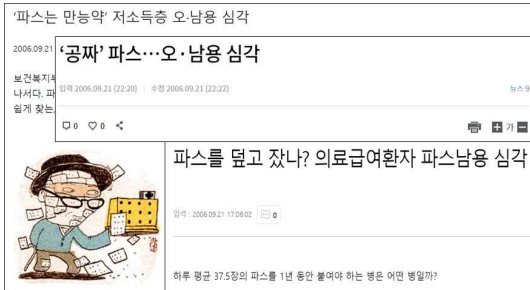 '파스는 만능약' 저소득층 오·남용 심각
2006.09.21
보건복지부
나서다. 파
쉽게 찾는,
'공짜' 파스…오·남용 심각
입력 2006.09.21 (22:20) | 수정 2006.09.21 (22:22)
뉴스 9
0 0
가
파스를 덮고 잤나? 의료급여환자 파스남용 심각
입력 : 2006.09.21 17:08:02 0
하루 평균 37.5장의 파스를 1년 동안 붙여야 하는 병은 어떤 병일까?